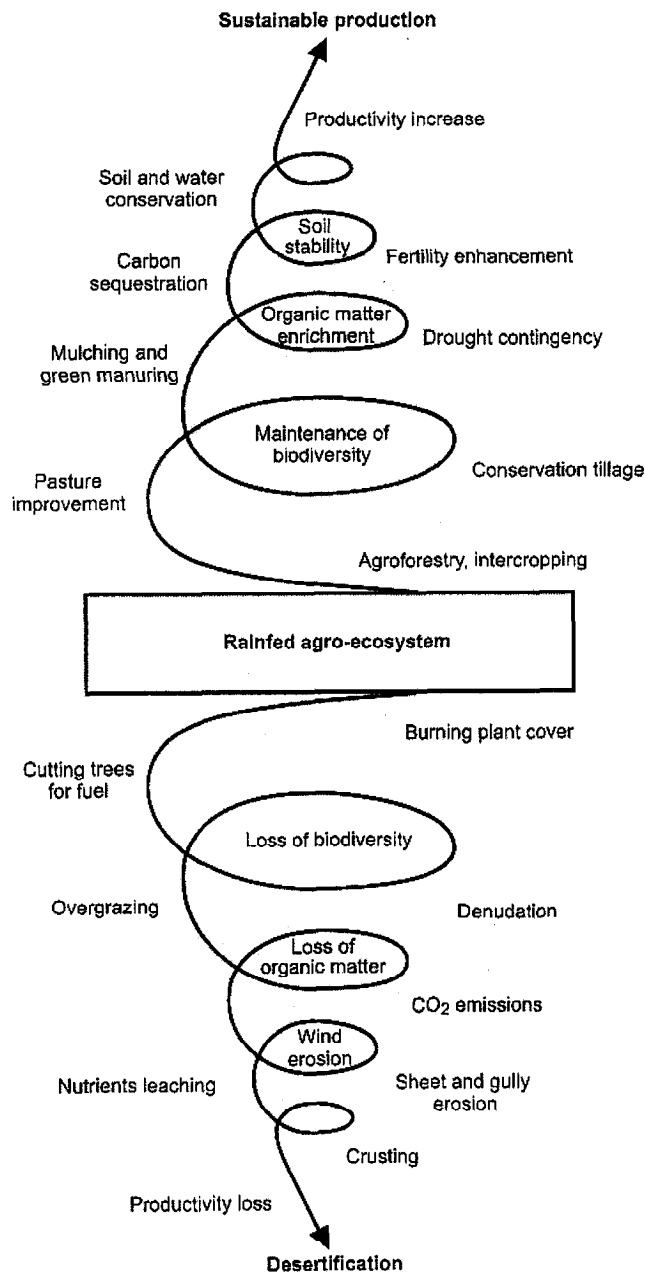 Sustainable production
Productivity increase
Soil and water
conservation
Soil
stability
Fertility enhancement
Carbon
sequestration
Organic matter
enrichment
Drought contingency
Mulching and
green manuring
Maintenance of
biodiversity
Conservation tillage
Pasture
improvement
Agroforestry, intercropping
Rainfed agro-ecosystem
Burning plant cover
Cutting trees
for fuel
Loss of biodiversity
Overgrazing
Denudation
Loss of
organic matter
CO₂ emissions
Wind
erosion
Nutrients leaching
Sheet and gully
erosion
Crusting
Productivity loss
Desertification